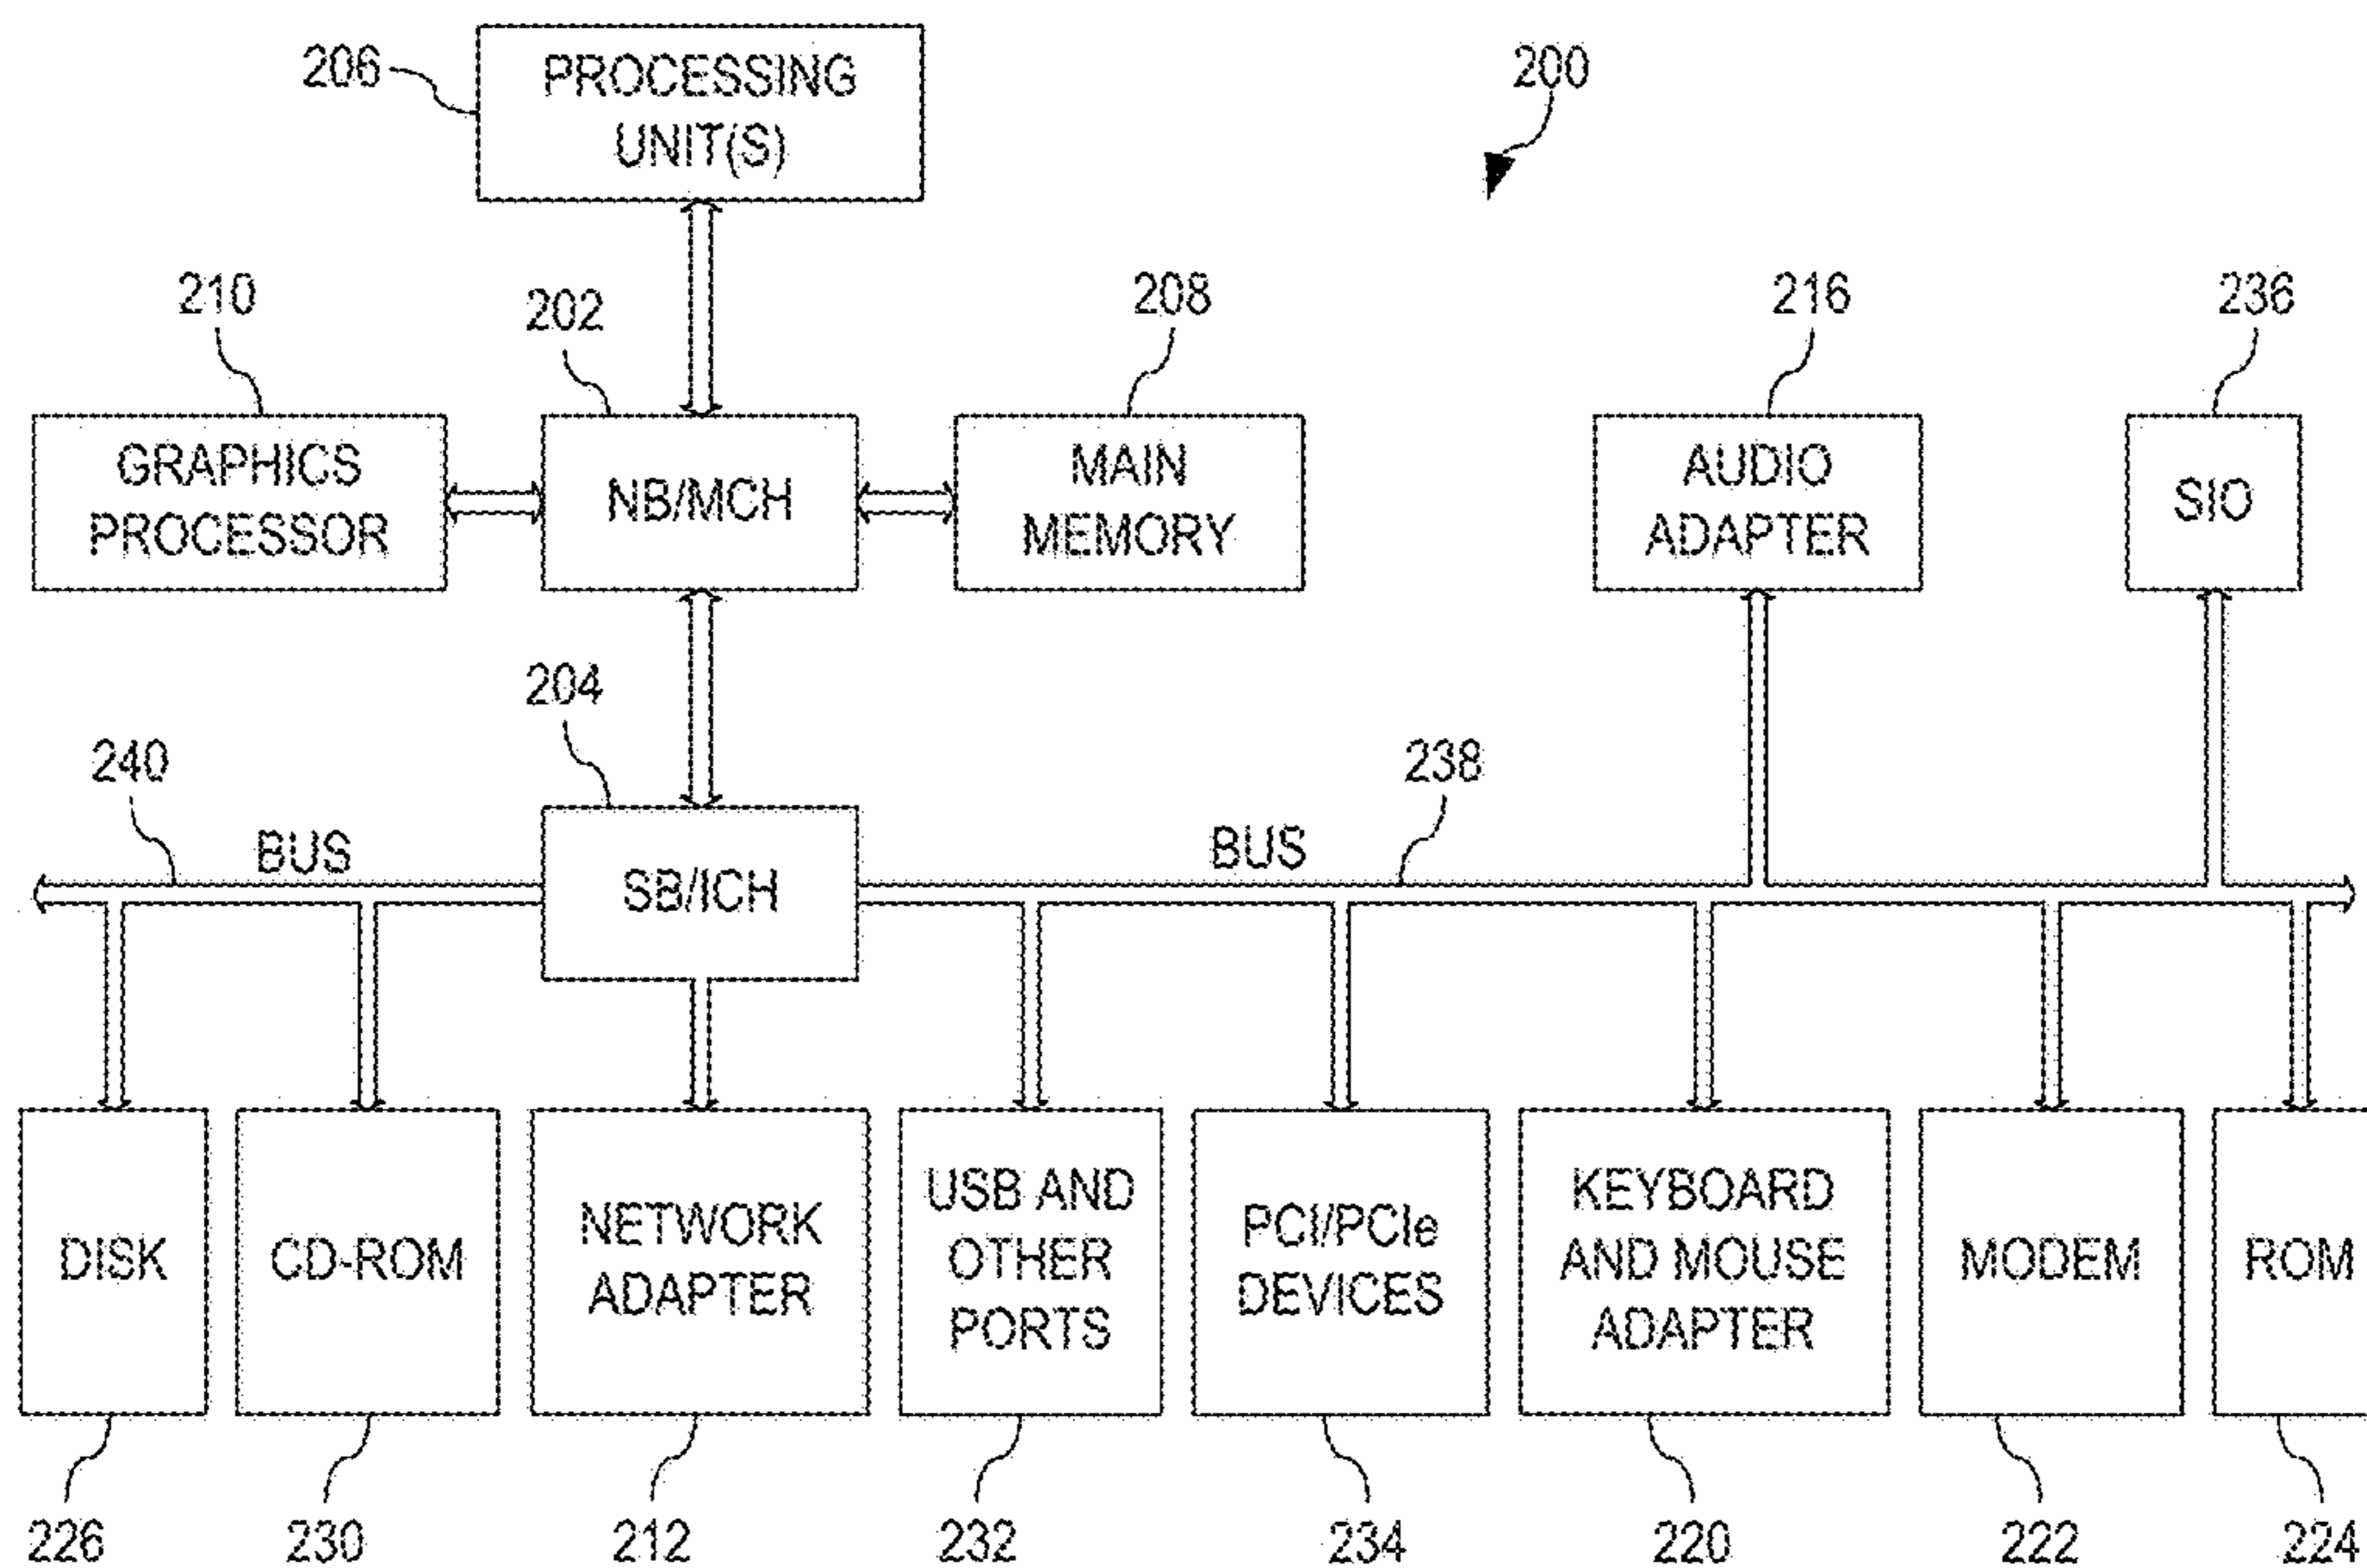 206
PROCESSING
UNIT(S)
200
210
202
208
216
236
GRAPHICS
PROCESSOR
NB/MCH
MAIN
MEMORY
AUDIO
ADAPTER
SIO
204
240
238
BUS
BUS
SB/ICH
DISK
CD-ROM
NETWORK
ADAPTER
USB AND
OTHER
PORTS
PCI/PCIe
DEVICES
KEYBOARD
AND MOUSE
ADAPTER
MODEM
ROM
226
230
212
232
234
220
222
224